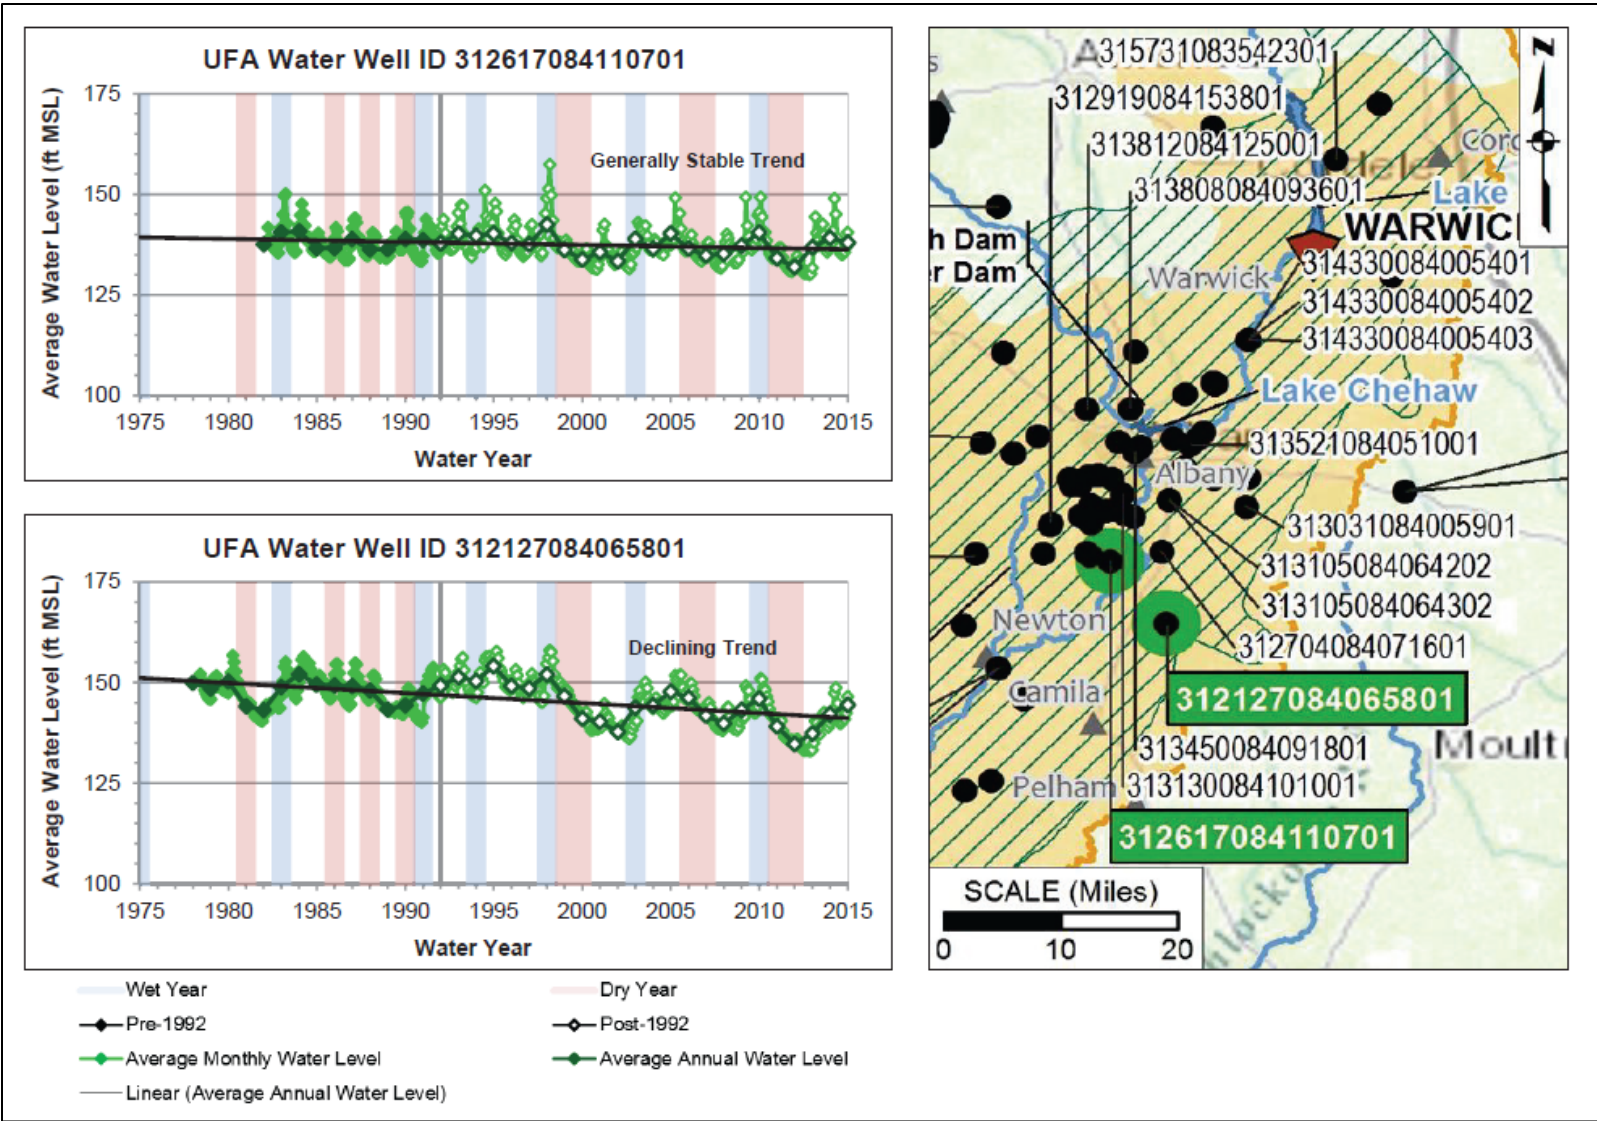 UFA Water Well ID 312617084110701
Average Water Level (ft MSL)
175
150
125
100
Generally Stable Trend
1975 1980 1985 1990 1995 2000 2005 2010 2015
Water Year
UFA Water Well ID 312127084065801
Average Water Level (ft MSL)
175
150
125
100
Declining Trend
1975 1980 1985 1990 1995 2000 2005 2010 2015
Water Year
Wet Year
Dry Year
Pre-1992
Post-1992
Average Monthly Water Level
Average Annual Water Level
Linear (Average Annual Water Level)
315731083542301
312919084153801
313812084125001
Cord
313808084093601
Lake
N
h Dam
WARWIC
er Dam
Warwick
314330084005401
314330084005402
314330084005403
Lake Chehaw
313521084051001
Albany
313031084005901
313105084064202
313105084064302
Newton
312704084071601
Camila
312127084065801
313450084091801
Moultr
Pelham
313130084101001
312617084110701
SCALE (Miles)
0 10 20